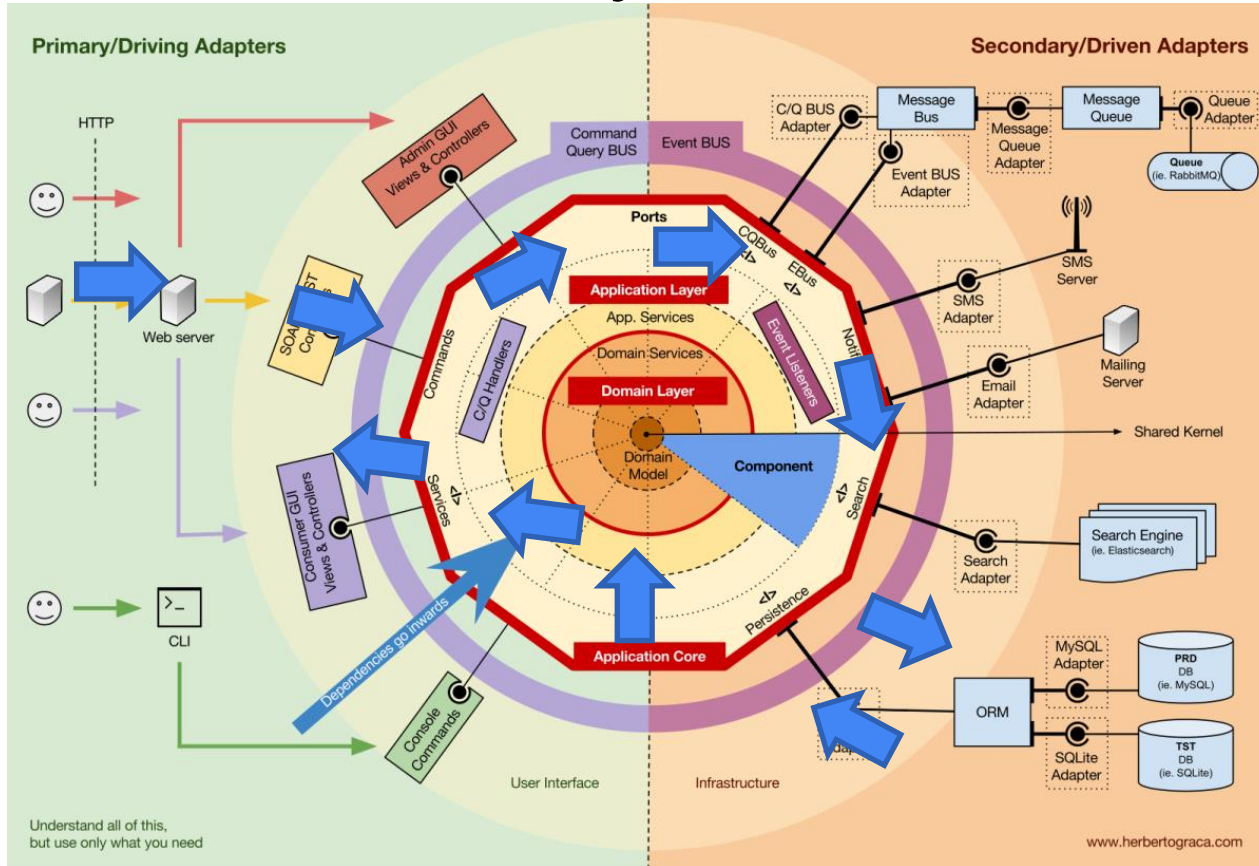 Primary/Driving Adapters
Secondary/Driven Adapters
HTTP
Web server
CLI
>_
Admin GUI
Views & Controllers
SOA
ST
Con
s
Consumer GUI
Views & Controllers
Console
Commands
Dependencies go inwards
Command
Query BUS
Event BUS
Ports
Commands
Services
</>
C/Q Handlers
Application Layer
App. Services
Domain Services
Domain Layer
Domain
Model
Component
Event Listeners
Application Core
CQBus
</>
EBus
</>
Notif
Search
</>
Persistence
</>
User Interface
Infrastructure
C/Q BUS
Adapter
Message
Bus
Event BUS
Adapter
Message
Queue
Adapter
Message
Queue
Queue
Adapter
Queue
(ie. RabbitMQ)
SMS
Server
SMS
Adapter
Mailing
Server
Email
Adapter
Shared Kernel
Search Engine
(ie. Elasticsearch)
Search
Adapter
ORM
MySQL
Adapter
PRD
DB
(ie. MySQL)
SQLite
Adapter
TST
DB
(ie. SQLite)
Understand all of this,
but use only what you need
www.herbertograca.com